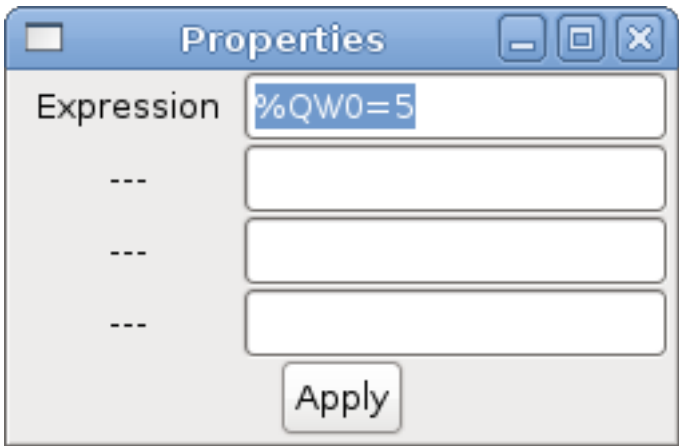 Properties
Expression %QW0=5
---
---
---
Apply